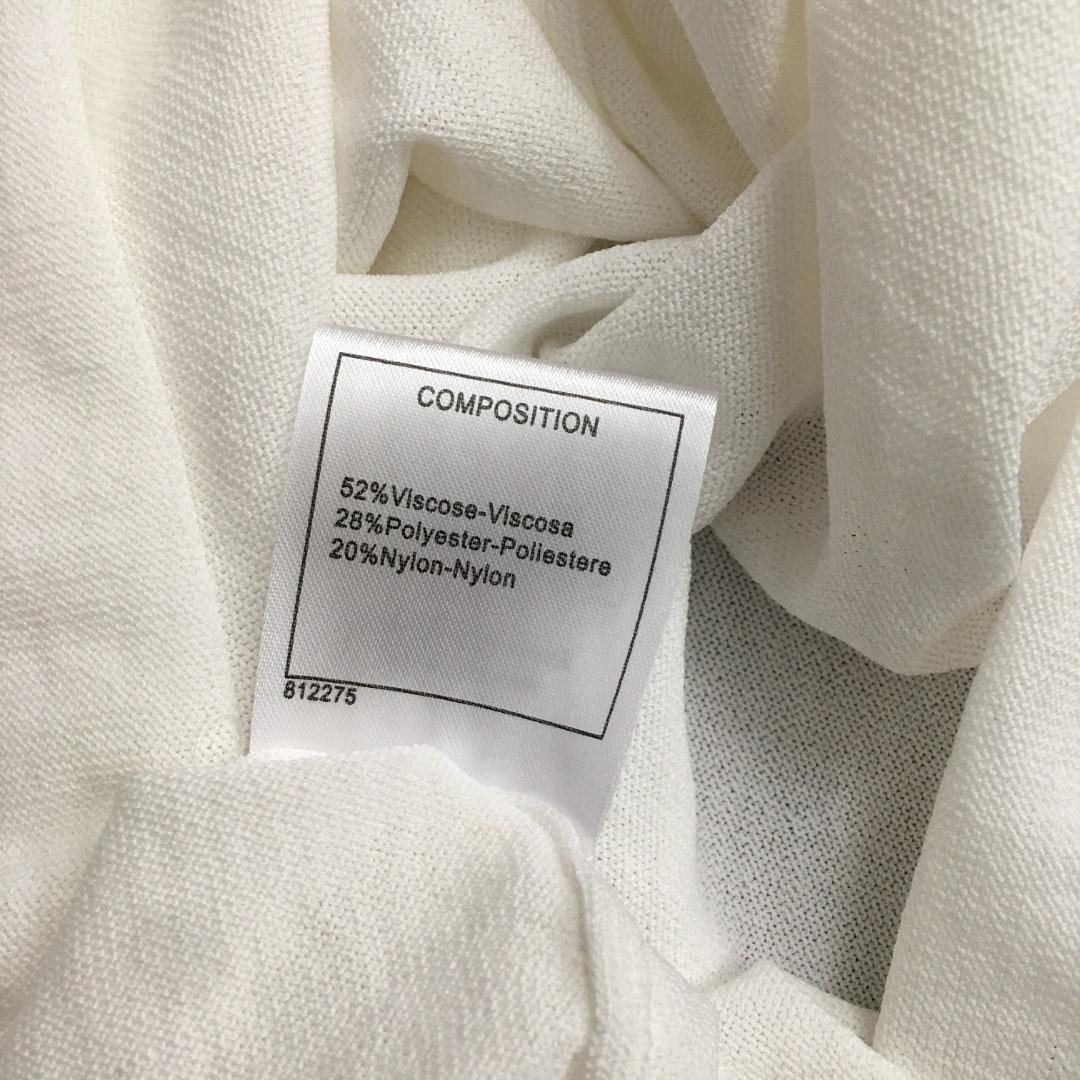 COMPOSITION
52%Viscose-Viscosa
28%Polyester-Poliestere
20%Nylon-Nylon
812275